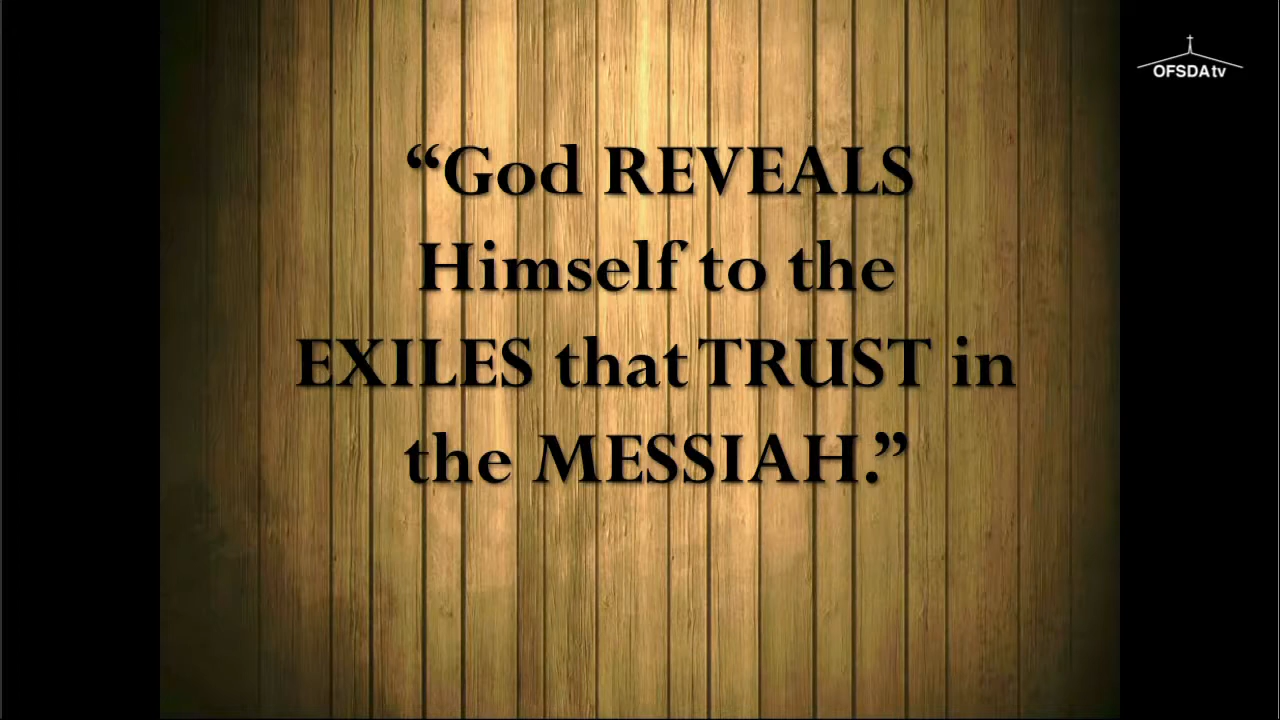 OFSDAtv
“God REVEALS
Himself to the
EXILES that TRUST in
the MESSIAH.”